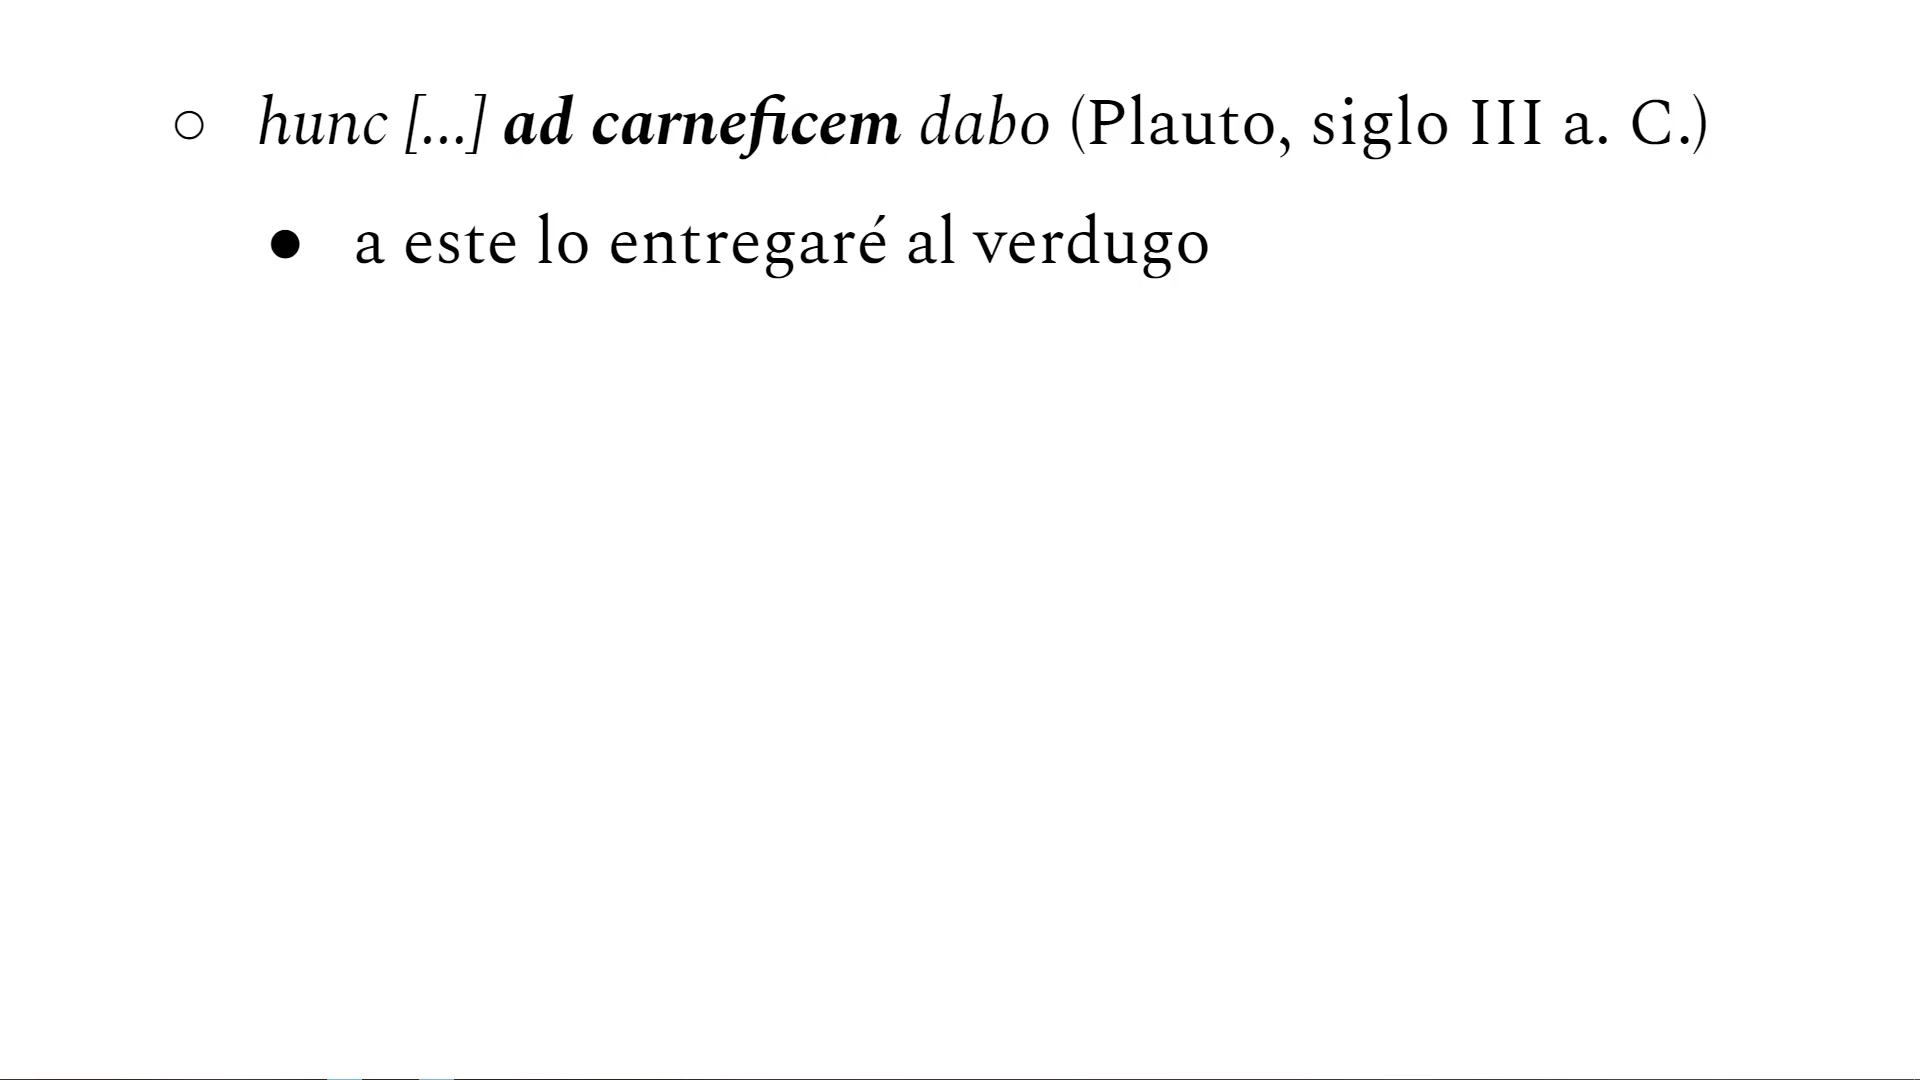 ○ hunc [...] ad carneficem dabo (Plauto, siglo III a. C.)
● a este lo entregaré al verdugo